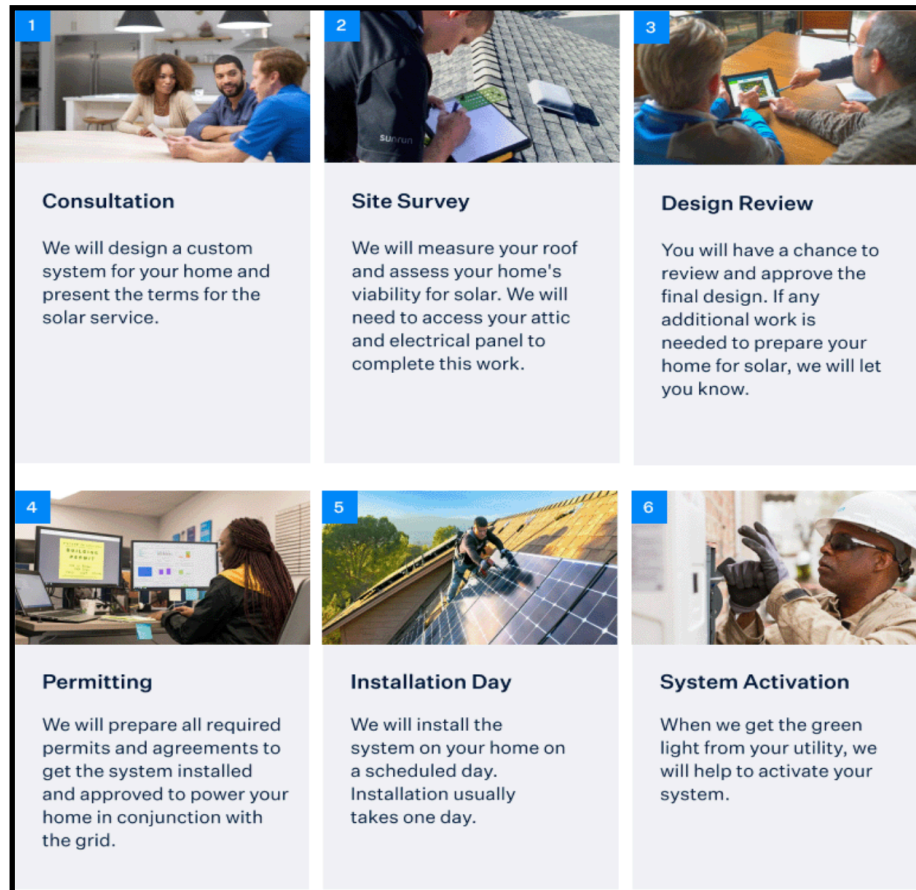 1
Consultation
We will design a custom
system for your home and
present the terms for the
solar service.
2
sunrun
Site Survey
We will measure your roof
and assess your home's
viability for solar. We will
need to access your attic
and electrical panel to
complete this work.
3
Design Review
You will have a chance to
review and approve the
final design. If any
additional work is
needed to prepare your
home for solar, we will let
you know.
4
BUILDING
PERMIT
Permitting
We will prepare all required
permits and agreements to
get the system installed
and approved to power your
home in conjunction with
the grid.
5
Installation Day
We will install the
system on your home on
a scheduled day.
Installation usually
takes one day.
6
System Activation
When we get the green
light from your utility, we
will help to activate your
system.